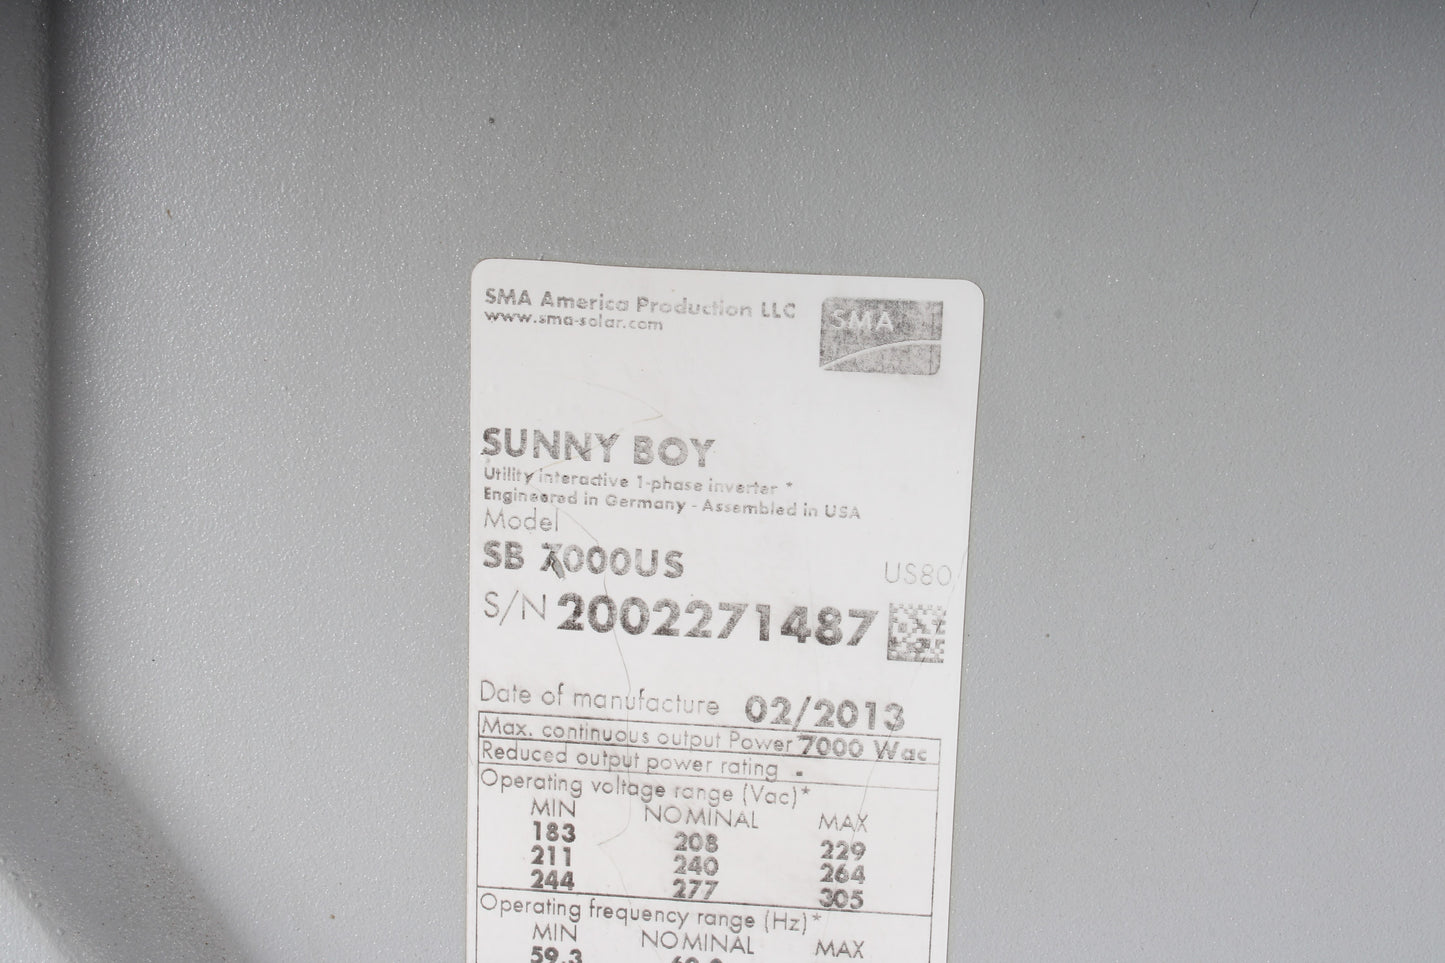 SMA America Production LLC
www.sma-solar.com
SMA
SUNNY BOY
Utility interactive 1-phase inverter *
Engineered in Germany - Assembled in USA
Model
SB 7000US
US80
S/N 2002271487
Date of manufacture 02/2013
Max. continuous output Power 7000 Wac
Reduced output power rating -
Operating voltage range (Vac)*
MIN NOMINAL MAX
183 208 229
211 240 264
244 277 305
Operating frequency range (Hz)*
MIN NOMINAL MAX
59.3